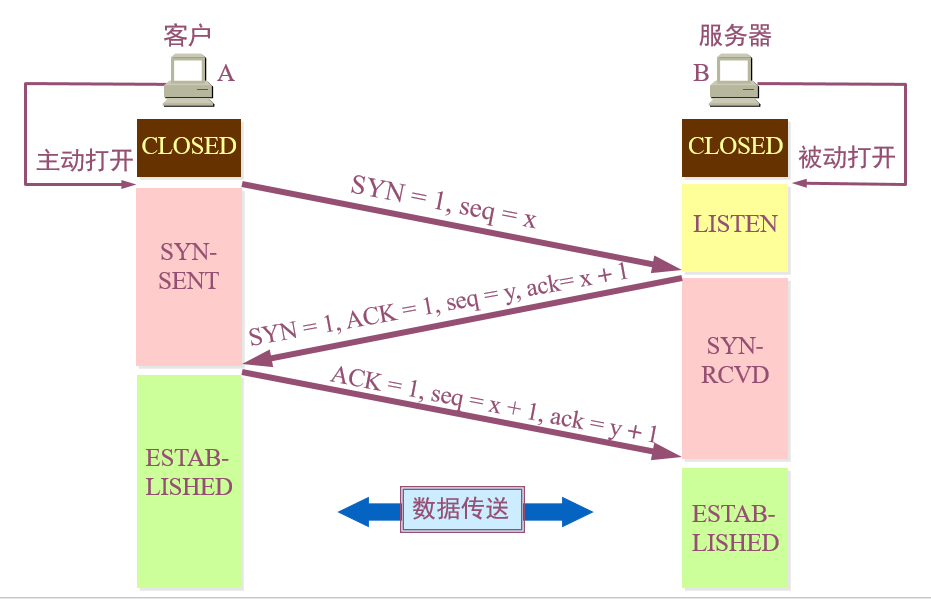 客户
服务器
A
B
CLOSED
CLOSED
主动打开
被动打开
SYN = 1, seq = x
LISTEN
SYN-
SENT
SYN = 1, ACK = 1, seq = y, ack= x + 1
SYN-
RCVD
ACK = 1, seq = x + 1, ack = y + 1
ESTAB-
LISHED
数据传送
ESTAB-
LISHED